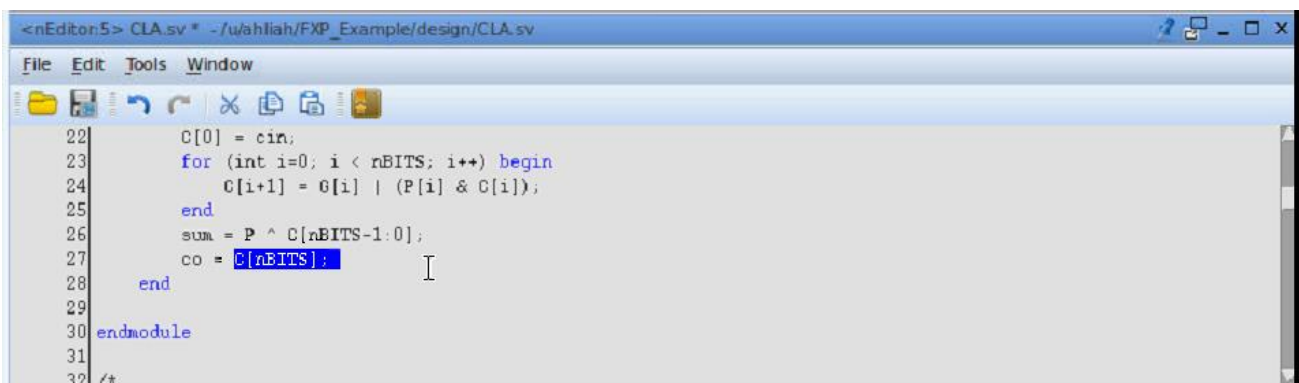 <nEditor:5> CLA.sv * -/u/ahliah/FXP_Example/design/CLA.sv
File Edit Tools Window
22 C[0] = cin;
23 for (int i=0; i < nBITS; i++) begin
24 C[i+1] = G[i] | (P[i] & C[i]);
25 end
26 sum = P ^ C[nBITS-1:0];
27 co = C[nBITS];
28 end
29
30 endmodule
31
32 /*